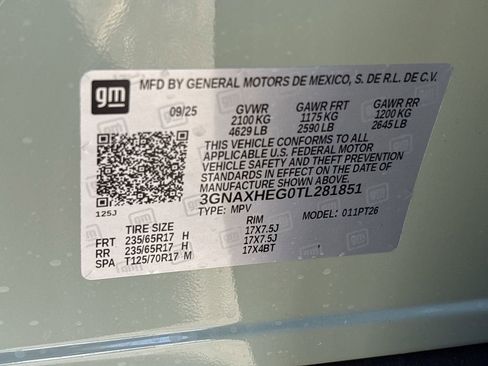 gm
MFD BY GENERAL MOTORS DE MEXICO, S. DE R.L. DE C.V.
09/25 GVWR GAWR FRT GAWR RR
2100 KG 1175 KG 1200 KG
4629 LB 2590 LB 2645 LB
THIS VEHICLE CONFORMS TO ALL
APPLICABLE U.S. FEDERAL MOTOR
VEHICLE SAFETY AND THEFT PREVENTION
STANDARDS IN EFFECT ON THE DATE OF
MANUFACTURE SHOWN ABOVE.
3GNAXHEG0TL281851
125J TYPE: MPV MODEL: 011PT26
TIRE SIZE RIM
FRT 235/65R17 H 17X7.5J
RR 235/65R17 H 17X7.5J
SPA T125/70R17 M 17X4BT